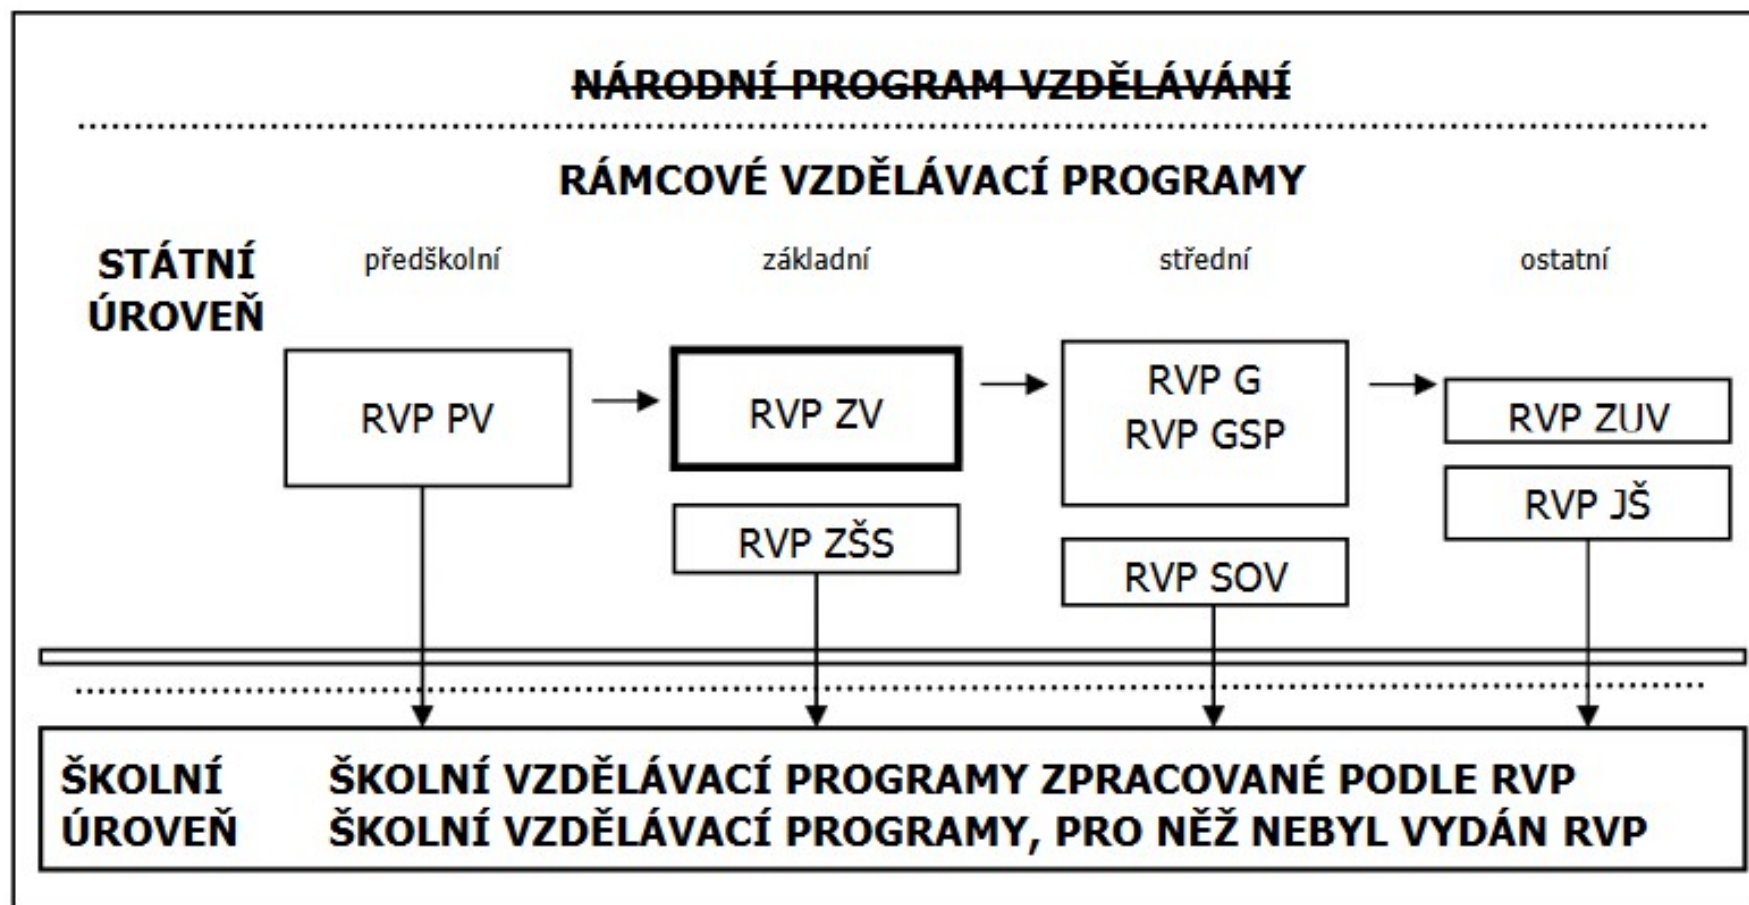 NÁRODNÍ PROGRAM VZDĚLÁVÁNÍ
RÁMCOVÉ VZDĚLÁVACÍ PROGRAMY
STÁTNÍ
ÚROVEŇ
předškolní
základní
střední
ostatní
RVP PV
RVP ZV
RVP ZŠS
RVP G
RVP GSP
RVP SOV
RVP ZUV
RVP JŠ
ŠKOLNÍ
ÚROVEŇ
ŠKOLNÍ VZDĚLÁVACÍ PROGRAMY ZPRACOVANÉ PODLE RVP
ŠKOLNÍ VZDĚLÁVACÍ PROGRAMY, PRO NĚŽ NEBYL VYDÁN RVP